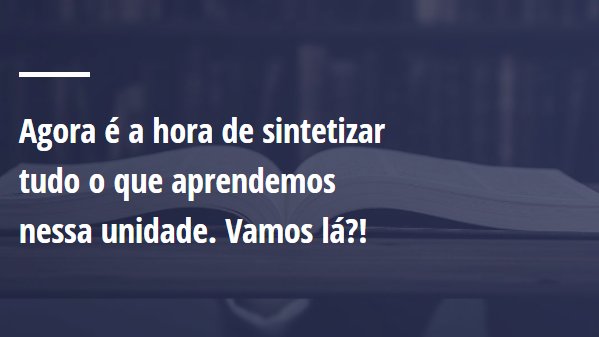 Agora é a hora de sintetizar
tudo o que aprendemos
nessa unidade. Vamos lá?!